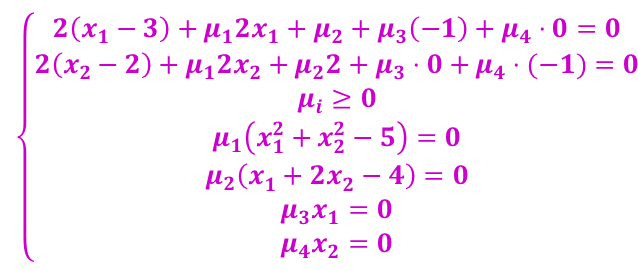 2(x₁ − 3) + μ₁2x₁ + μ₂ + μ₃(−1) + μ₄ · 0 = 0
2(x₂ − 2) + μ₁2x₂ + μ₂2 + μ₃ · 0 + μ₄ · (−1) = 0
μᵢ ≥ 0
μ₁(x₁² + x₂² − 5) = 0
μ₂(x₁ + 2x₂ − 4) = 0
μ₃x₁ = 0
μ₄x₂ = 0